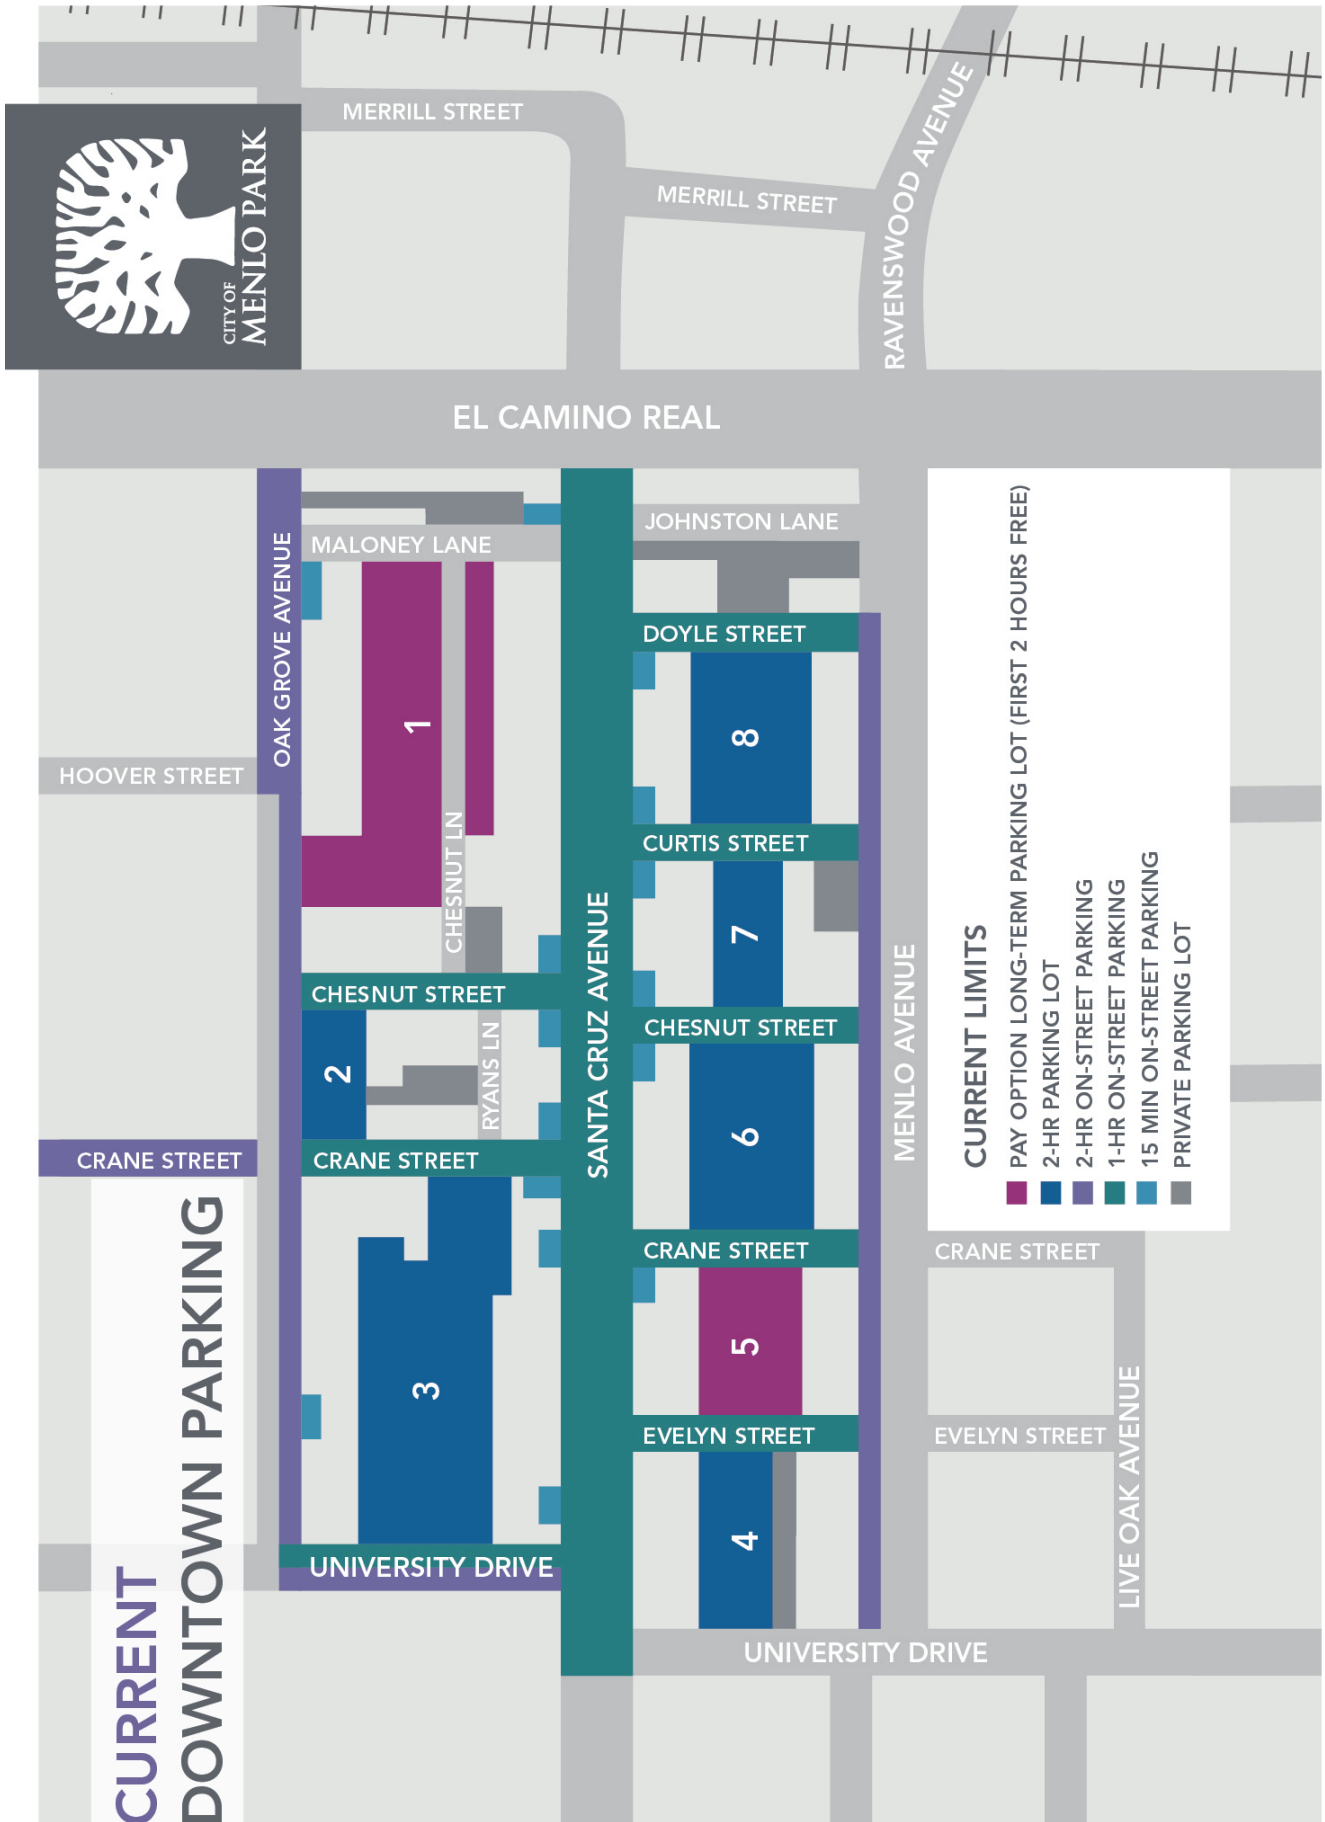 CURRENT
DOWNTOWN PARKING
CITY OF
MENLO PARK
MERRILL STREET
MERRILL STREET
RAVENSWOOD AVENUE
EL CAMINO REAL
OAK GROVE AVENUE
MALONEY LANE
JOHNSTON LANE
DOYLE STREET
1
8
HOOVER STREET
CHESNUT LN
CURTIS STREET
7
SANTA CRUZ AVENUE
MENLO AVENUE
CHESNUT STREET
CHESNUT STREET
2
RYANS LN
6
CRANE STREET
CRANE STREET
CRANE STREET
CRANE STREET
5
3
EVELYN STREET
EVELYN STREET
LIVE OAK AVENUE
4
UNIVERSITY DRIVE
UNIVERSITY DRIVE
CURRENT LIMITS
PAY OPTION LONG-TERM PARKING LOT (FIRST 2 HOURS FREE)
2-HR PARKING LOT
2-HR ON-STREET PARKING
1-HR ON-STREET PARKING
15 MIN ON-STREET PARKING
PRIVATE PARKING LOT